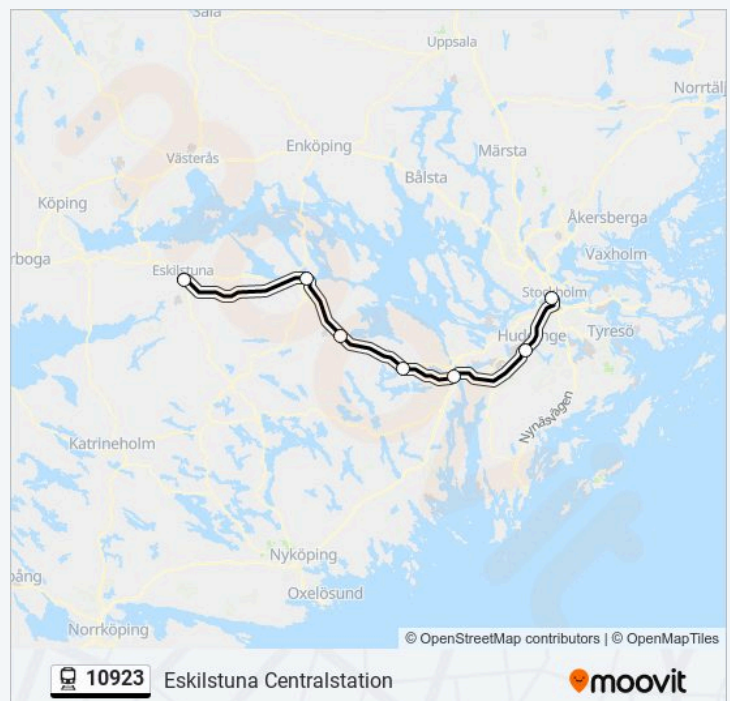 Sala
Uppsala
Norrtälj
Västerås
Enköping
Märsta
Bålsta
Köping
Åkersberga
rboga
Vaxholm
Eskilstuna
Stockholm
Tyresö
Nynäsvägen
Katrineholm
Nyköping
Oxelösund
Norrköping
© OpenStreetMap contributors | © OpenMapTiles
10923 Eskilstuna Centralstation
moovit